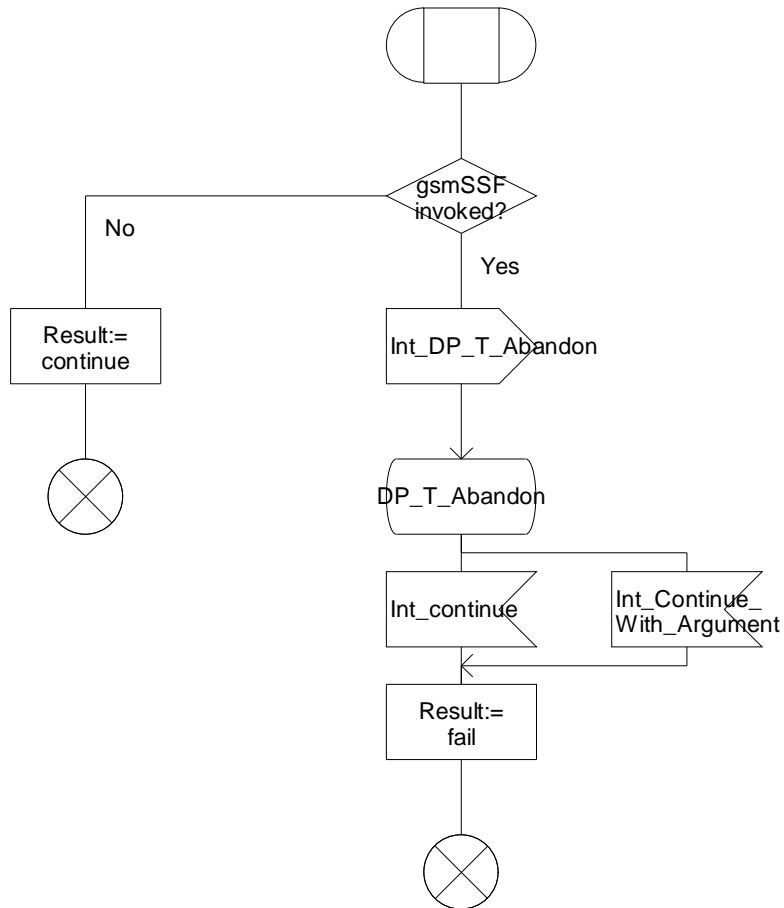 gsmSSF
invoked?
No
Yes
Result:=
continue
Int_DP_T_Abandon
DP_T_Abandon
Int_continue
Int_Continue_
With_Argument
Result:=
fail